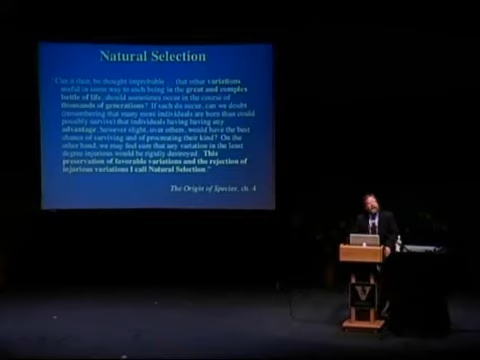 Natural Selection
"Can it then, be thought improbable . . that other variations
useful in some way to each being in the great and complex
battle of life, should sometimes occur in the course of
thousands of generations? If such do occur, can we doubt
(remembering that many more individuals are born than could
possibly survive) that individuals having having any
advantage, however slight, over others, would have the best
chance of surviving and of procreating their kind? On the
other hand, we may feel sure that any variation in the least
degree injurious would be rigidly destroyed. This
preservation of favorable variations and the rejection of
injurious variations I call Natural Selection."
The Origin of Species, ch. 4
V